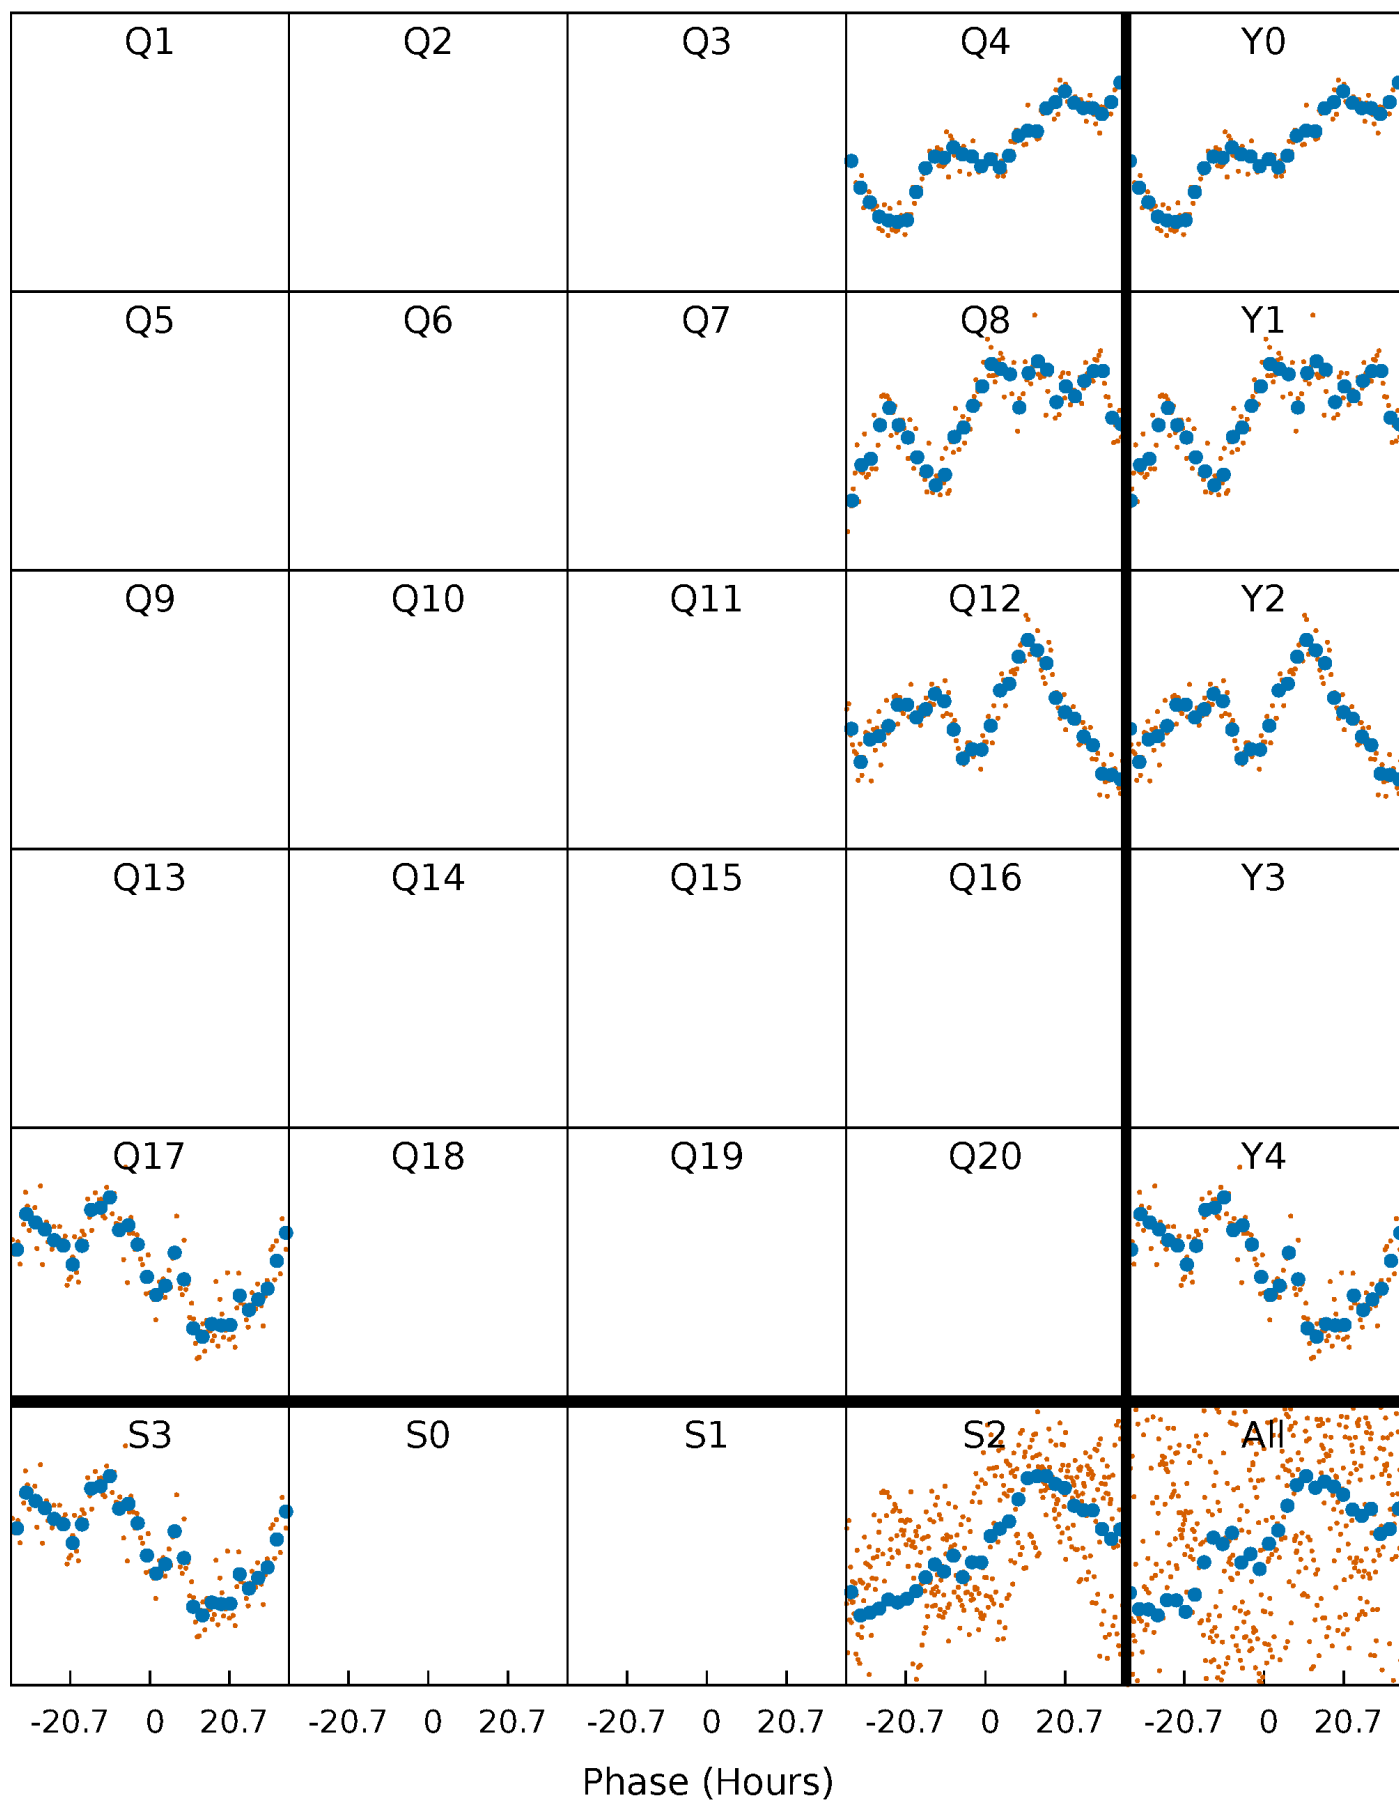 Q1 Q2 Q3 Q4 Y0
Q5 Q6 Q7 Q8 Y1
Q9 Q10 Q11 Q12 Y2
Q13 Q14 Q15 Q16 Y3
Q17 Q18 Q19 Q20 Y4
S3 S0 S1 S2 All
-20.7 0 20.7 -20.7 0 20.7 -20.7 0 20.7 -20.7 0 20.7 -20.7 0 20.7
Phase (Hours)